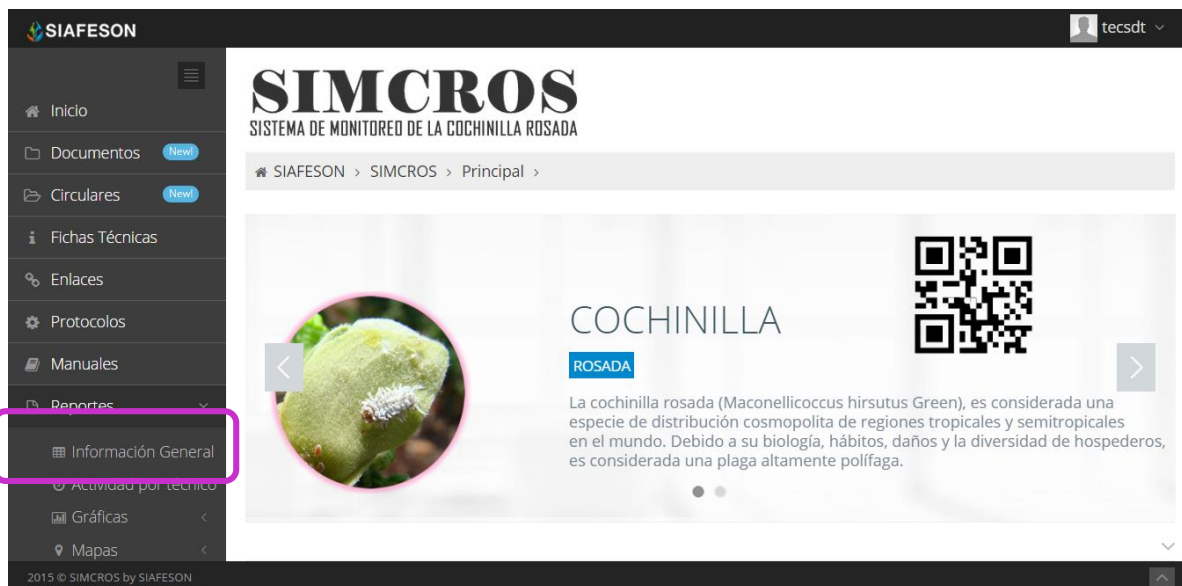 SIAFESON
tecsdt
Inicio
Documentos New!
Circulares New!
Fichas Técnicas
Enlaces
Protocolos
Manuales
Reportes
Información General
Actividad por técnico
Gráficas
Mapas
2015 © SIMCROS by SIAFESON
SIMCROS
SISTEMA DE MONITOREO DE LA COCHINILLA ROSADA
SIAFESON > SIMCROS > Principal >
COCHINILLA
ROSADA
La cochinilla rosada (Maconellicoccus hirsutus Green), es considerada una
especie de distribución cosmopolita de regiones tropicales y semitropicales
en el mundo. Debido a su biología, hábitos, daños y la diversidad de hospederos,
es considerada una plaga altamente polífaga.